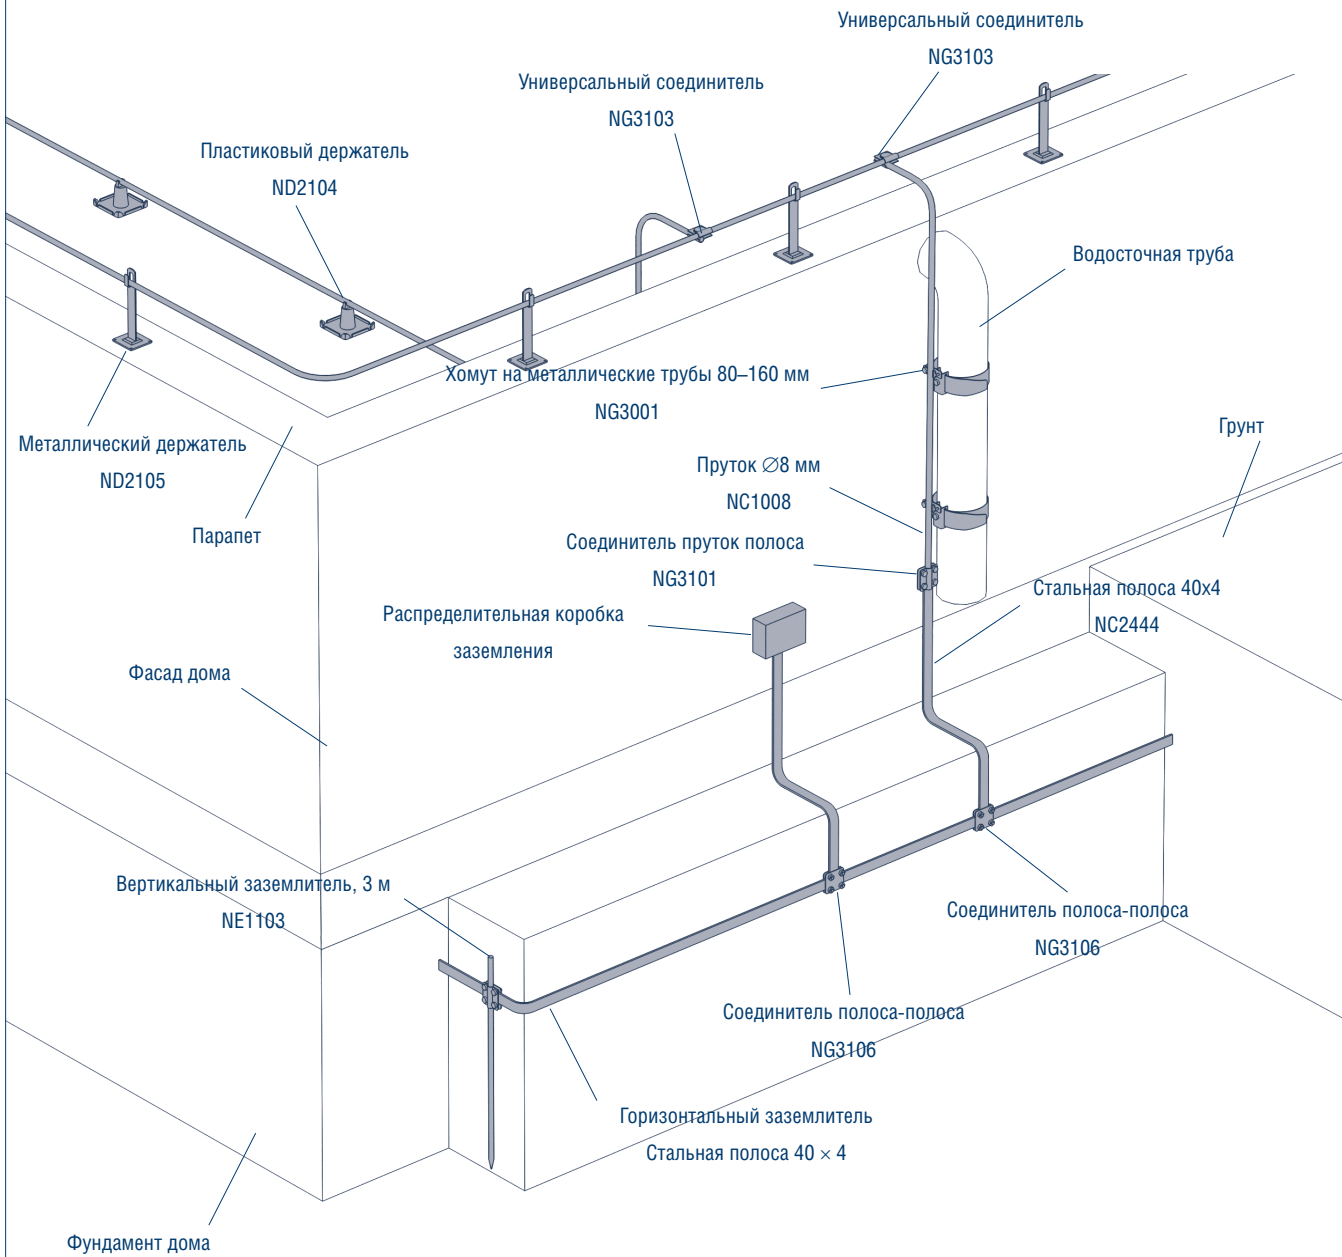 Универсальный соединитель
NG3103
Универсальный соединитель
NG3103
Пластиковый держатель
ND2104
Водосточная труба
Хомут на металлические трубы 80–160 мм
NG3001
Металлический держатель
ND2105
Грунт
Пруток ∅8 мм
NC1008
Парапет
Соединитель пруток полоса
NG3101
Стальная полоса 40х4
NC2444
Распределительная коробка
заземления
Фасад дома
Вертикальный заземлитель, 3 м
NE1103
Соединитель полоса-полоса
NG3106
Соединитель полоса-полоса
NG3106
Горизонтальный заземлитель
Стальная полоса 40 × 4
Фундамент дома